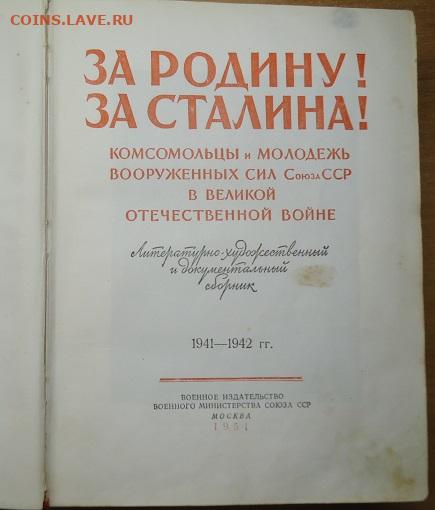 COINS.LAVE.RU
ЗА РОДИНУ!
ЗА СТАЛИНА!
КОМСОМОЛЬЦЫ и МОЛОДЕЖЬ
ВООРУЖЕННЫХ СИЛ СОЮЗА ССР
В ВЕЛИКОЙ
ОТЕЧЕСТВЕННОЙ ВОЙНЕ
Литературно-художественный
и документальный
сборник
1941—1942 гг.
ВОЕННОЕ ИЗДАТЕЛЬСТВО
ВОЕННОГО МИНИСТЕРСТВА СОЮЗА ССР
МОСКВА
1951